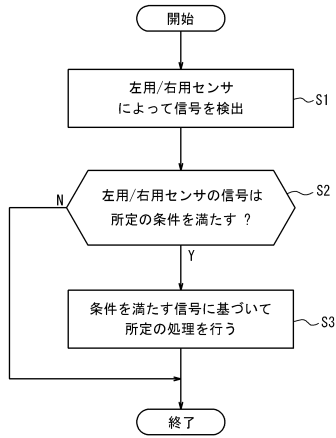 開始
左用/右用センサ
によって信号を検出
S1
左用/右用センサの信号は
所定の条件を満たす ?
S2
N
Y
条件を満たす信号に基づいて
所定の処理を行う
S3
終了